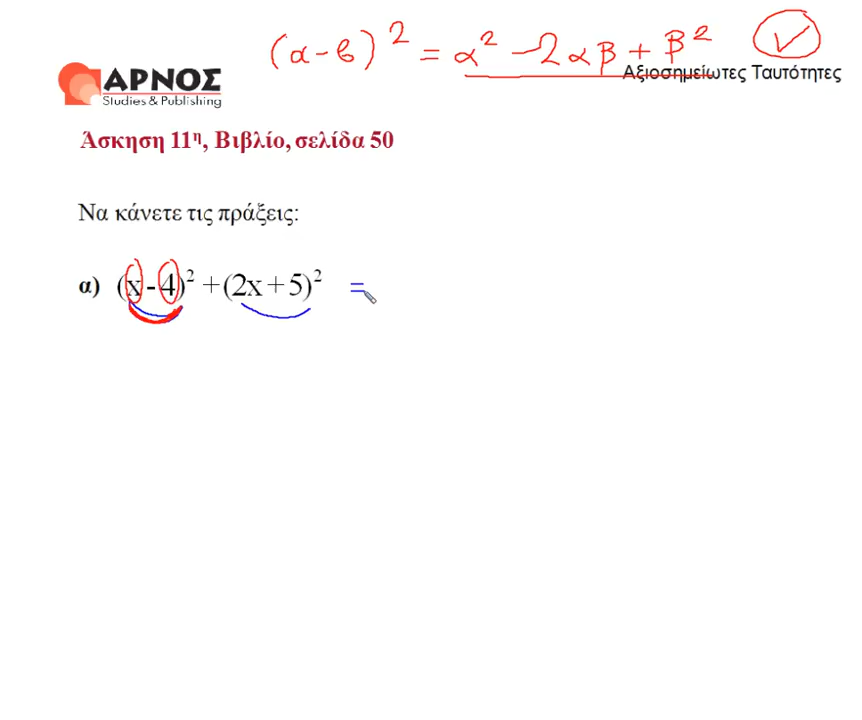 (α-β)² = α² - 2αβ + β²
ΑΡΝΟΣ
Αξιοσημείωτες Ταυτότητες
Studies & Publishing
Άσκηση 11η, Βιβλίο, σελίδα 50
Να κάνετε τις πράξεις:
α) (x - 4)² + (2x + 5)² =